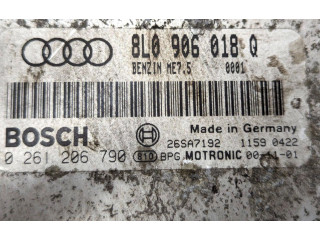 8L0 906 018 Q
BENZIN ME7.5 0001
BOSCH Made in Germany
26SA7192 1159 0422
0 261 206 790 810 BPG MOTRONIC 00-11-01